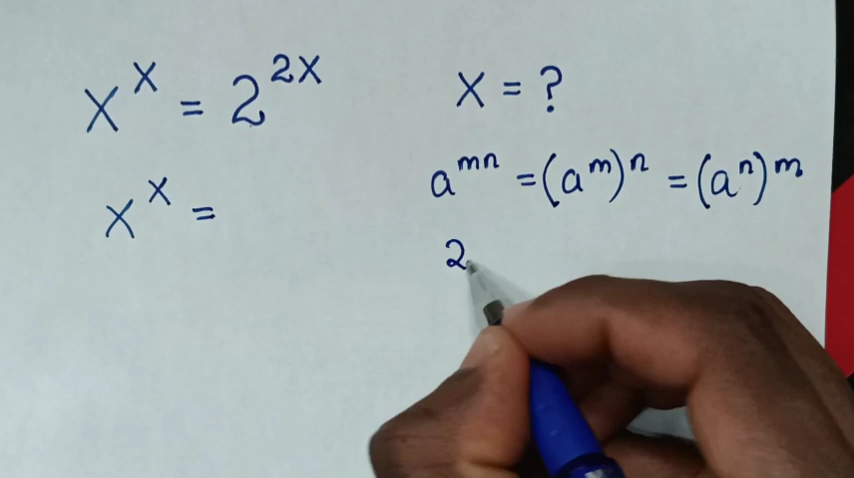 x^x = 2^{2x}
x = ?
a^{mn} = (a^m)^n = (a^n)^m
x^x =
2